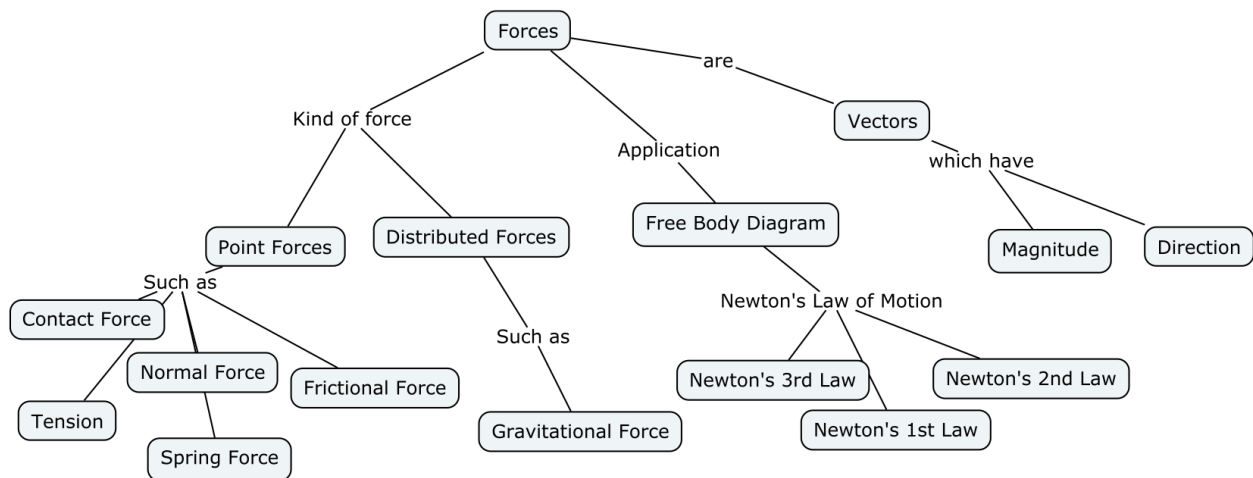 Forces
are
Kind of force
Vectors
Application
which have
Point Forces
Distributed Forces
Free Body Diagram
Magnitude
Direction
Such as
Contact Force
Newton's Law of Motion
Such as
Normal Force
Frictional Force
Newton's 3rd Law
Newton's 2nd Law
Tension
Gravitational Force
Newton's 1st Law
Spring Force